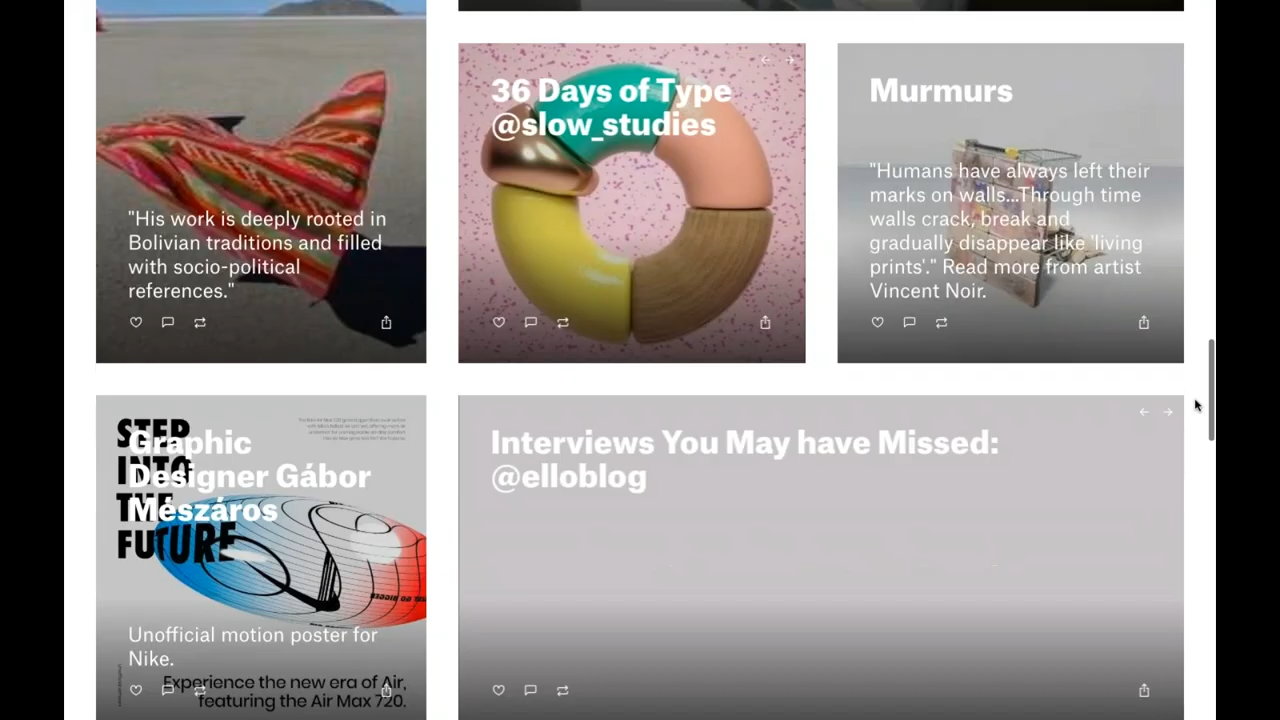 "His work is deeply rooted in
Bolivian traditions and filled
with socio-political
references."
36 Days of Type
@slow_studies
Murmurs
"Humans have always left their
marks on walls...Through time
walls crack, break and
gradually disappear like 'living
prints'." Read more from artist
Vincent Noir.
STEP
INTO
THE
FUTURE
Graphic
Designer Gábor
Mészáros
Unofficial motion poster for
Nike.
Experience the new era of Air,
featuring the Air Max 720.
Interviews You May have Missed:
@elloblog